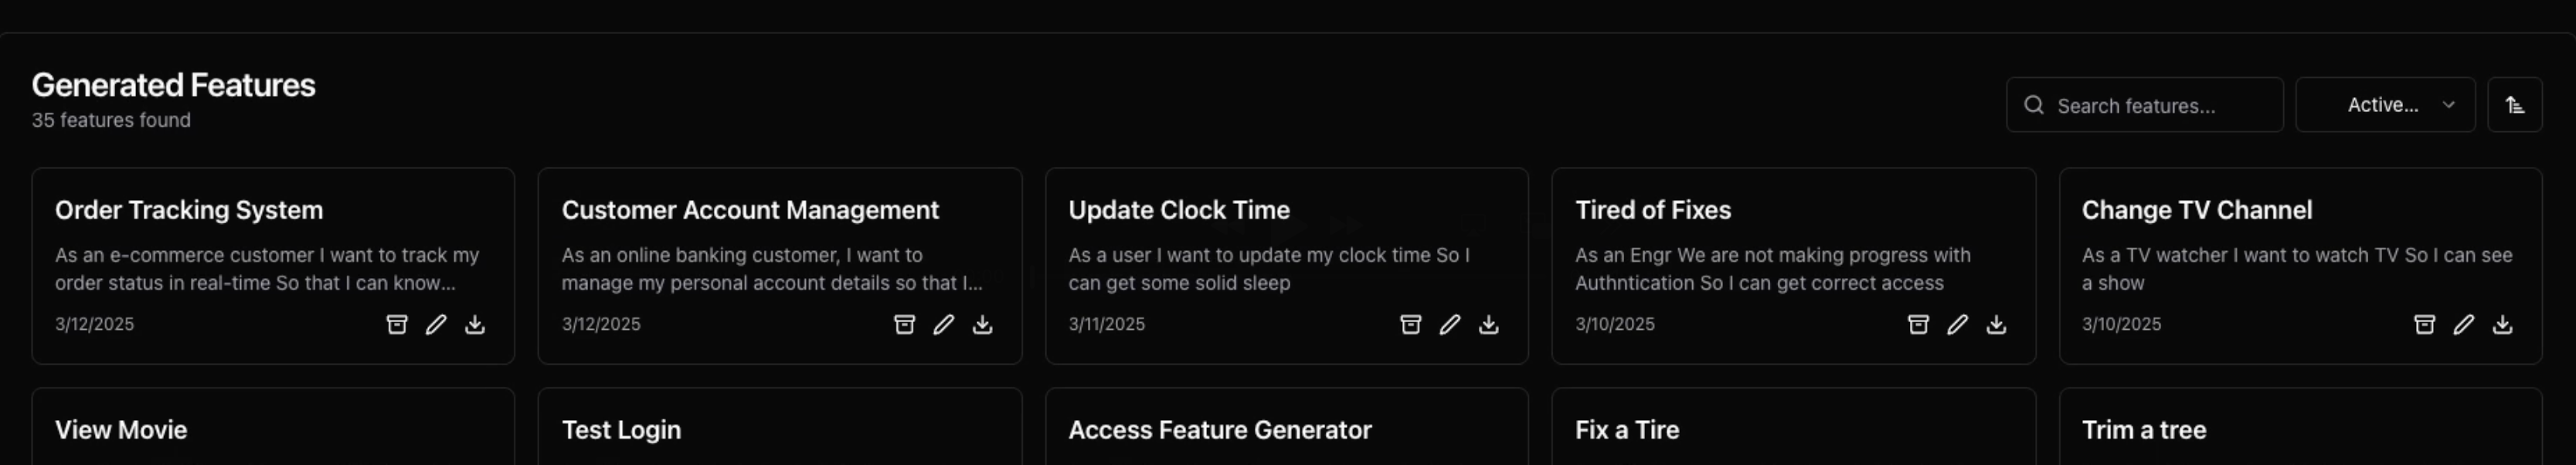 Generated Features
35 features found
Search features...
Active...
Order Tracking System
As an e-commerce customer I want to track my
order status in real-time So that I can know...
3/12/2025
Customer Account Management
As an online banking customer, I want to
manage my personal account details so that I...
3/12/2025
Update Clock Time
As a user I want to update my clock time So I
can get some solid sleep
3/11/2025
Tired of Fixes
As an Engr We are not making progress with
Authntication So I can get correct access
3/10/2025
Change TV Channel
As a TV watcher I want to watch TV So I can see
a show
3/10/2025
View Movie
Test Login
Access Feature Generator
Fix a Tire
Trim a tree